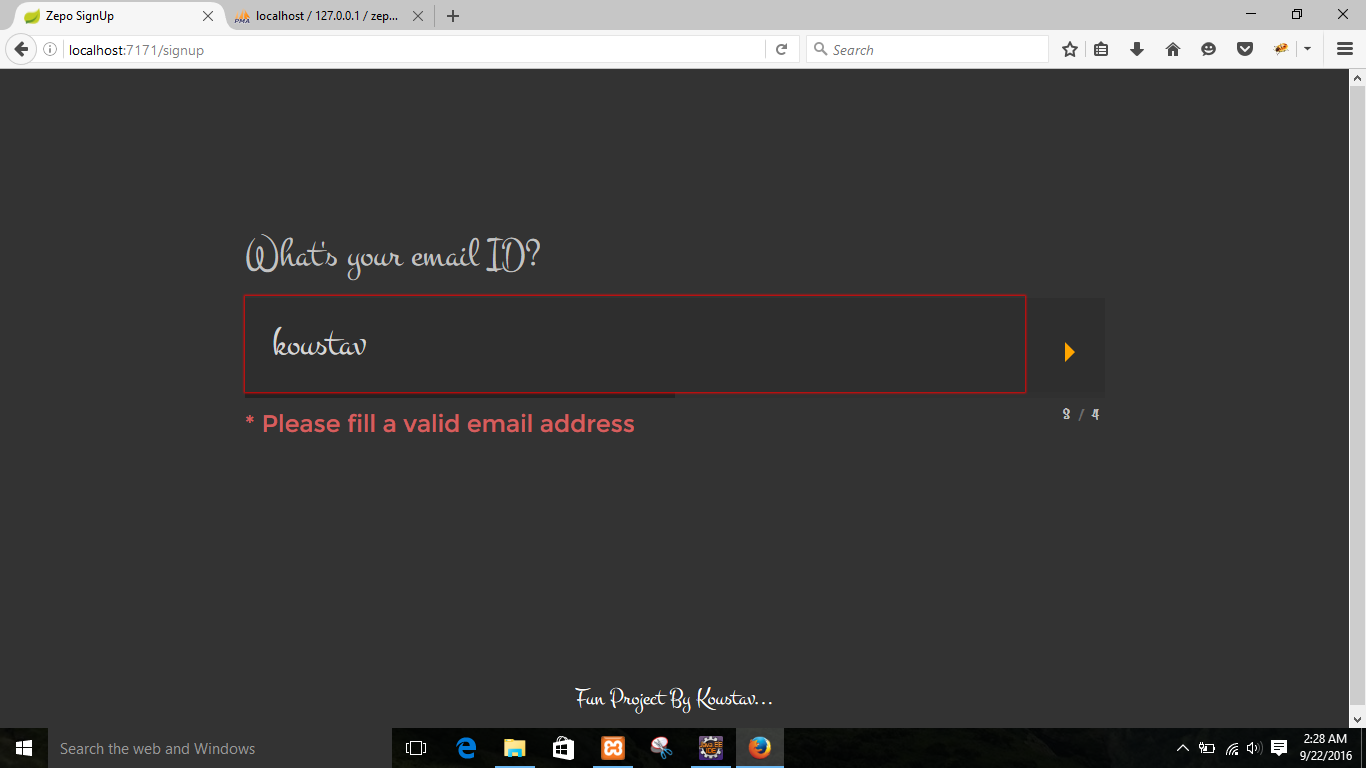 Zepo SignUp
localhost / 127.0.0.1 / zep...
localhost:7171/signup
Search
What's your email ID?
koustav
* Please fill a valid email address
/ 4
Fun Project By Koustav...
Search the web and Windows
2:28 AM
9/22/2016